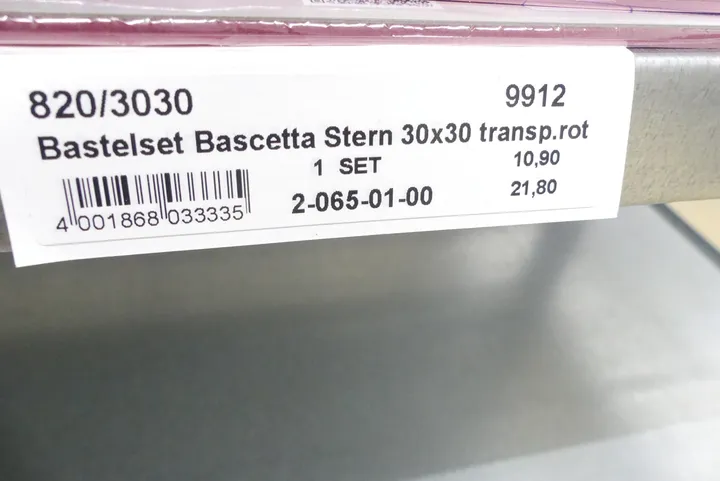 820/3030 9912
Bastelset Bascetta Stern 30x30 transp.rot
1 SET 10,90
2-065-01-00 21,80
4 001868 033335